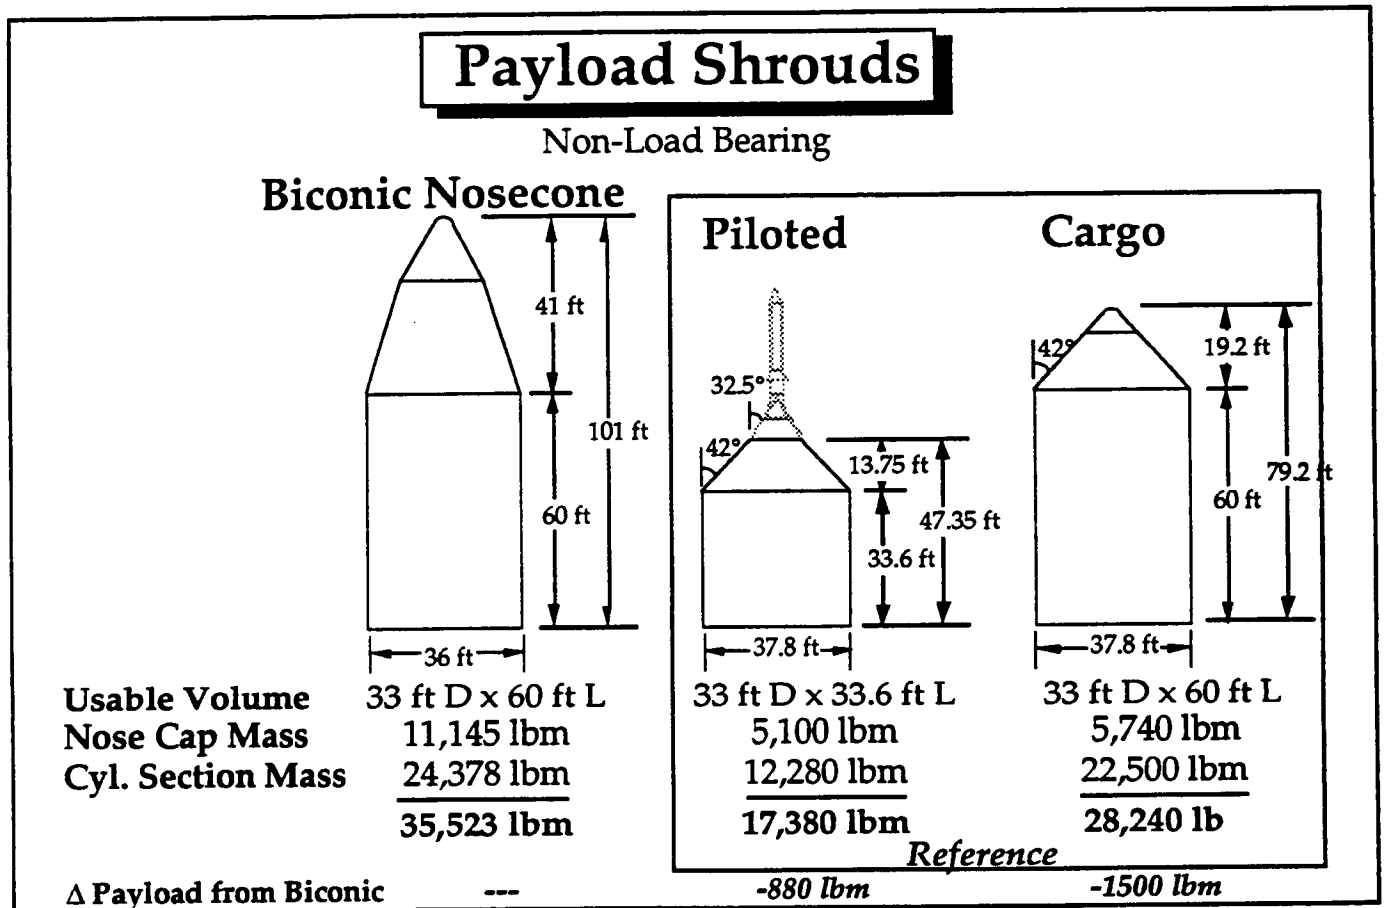 Payload Shrouds
Non-Load Bearing
Biconic Nosecone
Piloted
Cargo
41 ft
60 ft
101 ft
36 ft
32.5°
42°
13.75 ft
33.6 ft
47.35 ft
37.8 ft
42°
19.2 ft
60 ft
79.2 ft
37.8 ft
Usable Volume 33 ft D x 60 ft L 33 ft D x 33.6 ft L 33 ft D x 60 ft L
Nose Cap Mass 11,145 lbm 5,100 lbm 5,740 lbm
Cyl. Section Mass 24,378 lbm 12,280 lbm 22,500 lbm
35,523 lbm 17,380 lbm 28,240 lb
Reference
Δ Payload from Biconic --- -880 lbm -1500 lbm